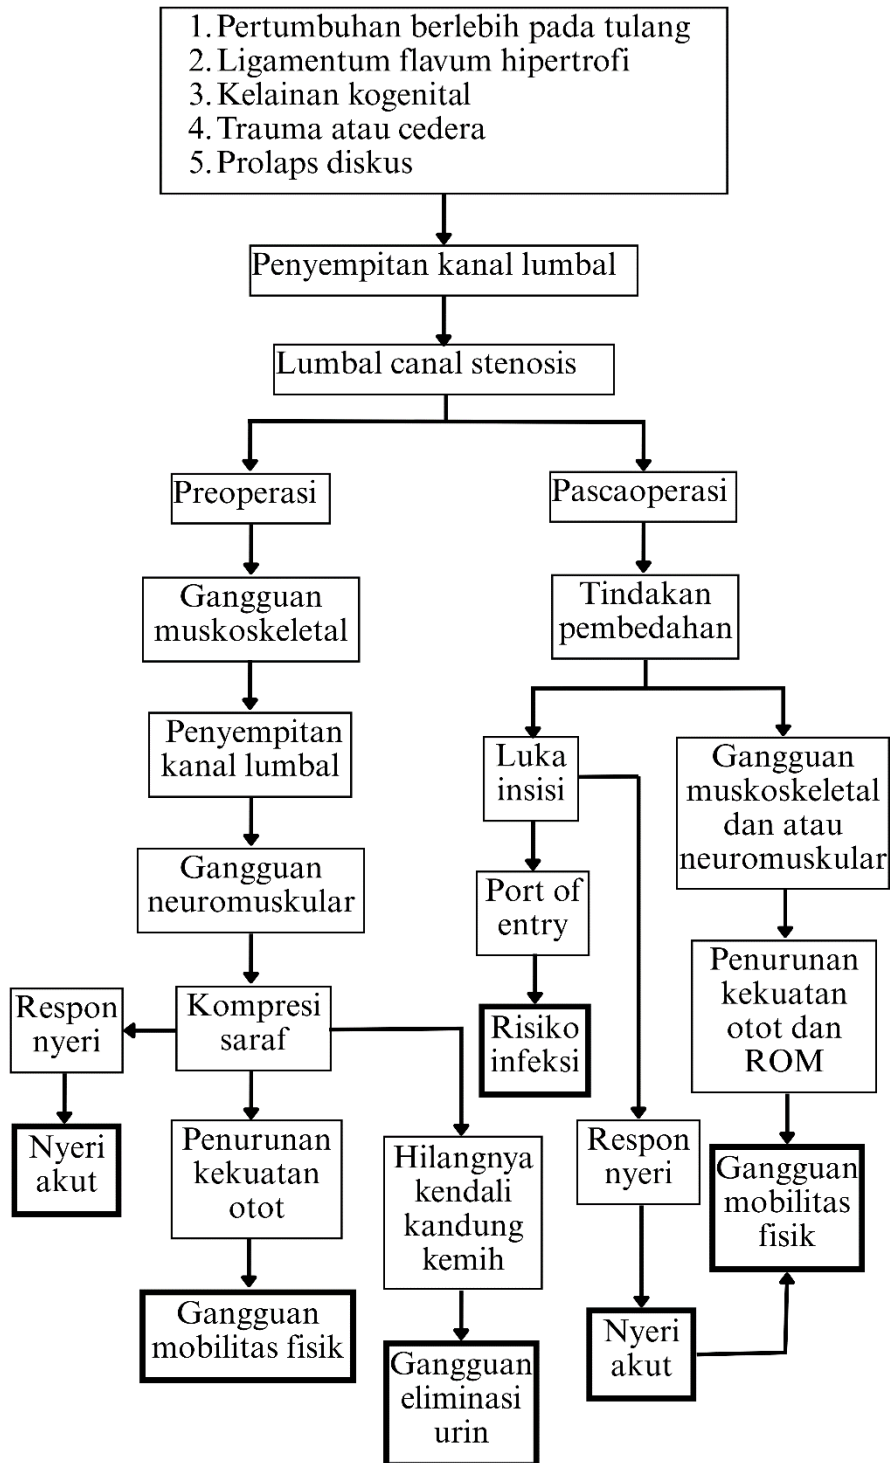 1. Pertumbuhan berlebih pada tulang
2. Ligamentum flavum hipertrofi
3. Kelainan kogenital
4. Trauma atau cedera
5. Prolaps diskus
Penyempitan kanal lumbal
Lumbal canal stenosis
Preoperasi
Pascaoperasi
Gangguan
muskoskeletal
Tindakan
pembedahan
Penyempitan
kanal lumbal
Luka
insisi
Gangguan
muskoskeletal
dan atau
neuromuskular
Gangguan
neuromuskular
Port of
entry
Penurunan
kekuatan
otot dan
ROM
Respon
nyeri
Kompresi
saraf
Risiko
infeksi
Nyeri
akut
Penurunan
kekuatan
otot
Hilangnya
kendali
kandung
kemih
Respon
nyeri
Gangguan
mobilitas
fisik
Gangguan
mobilitas fisik
Gangguan
eliminasi
urin
Nyeri
akut